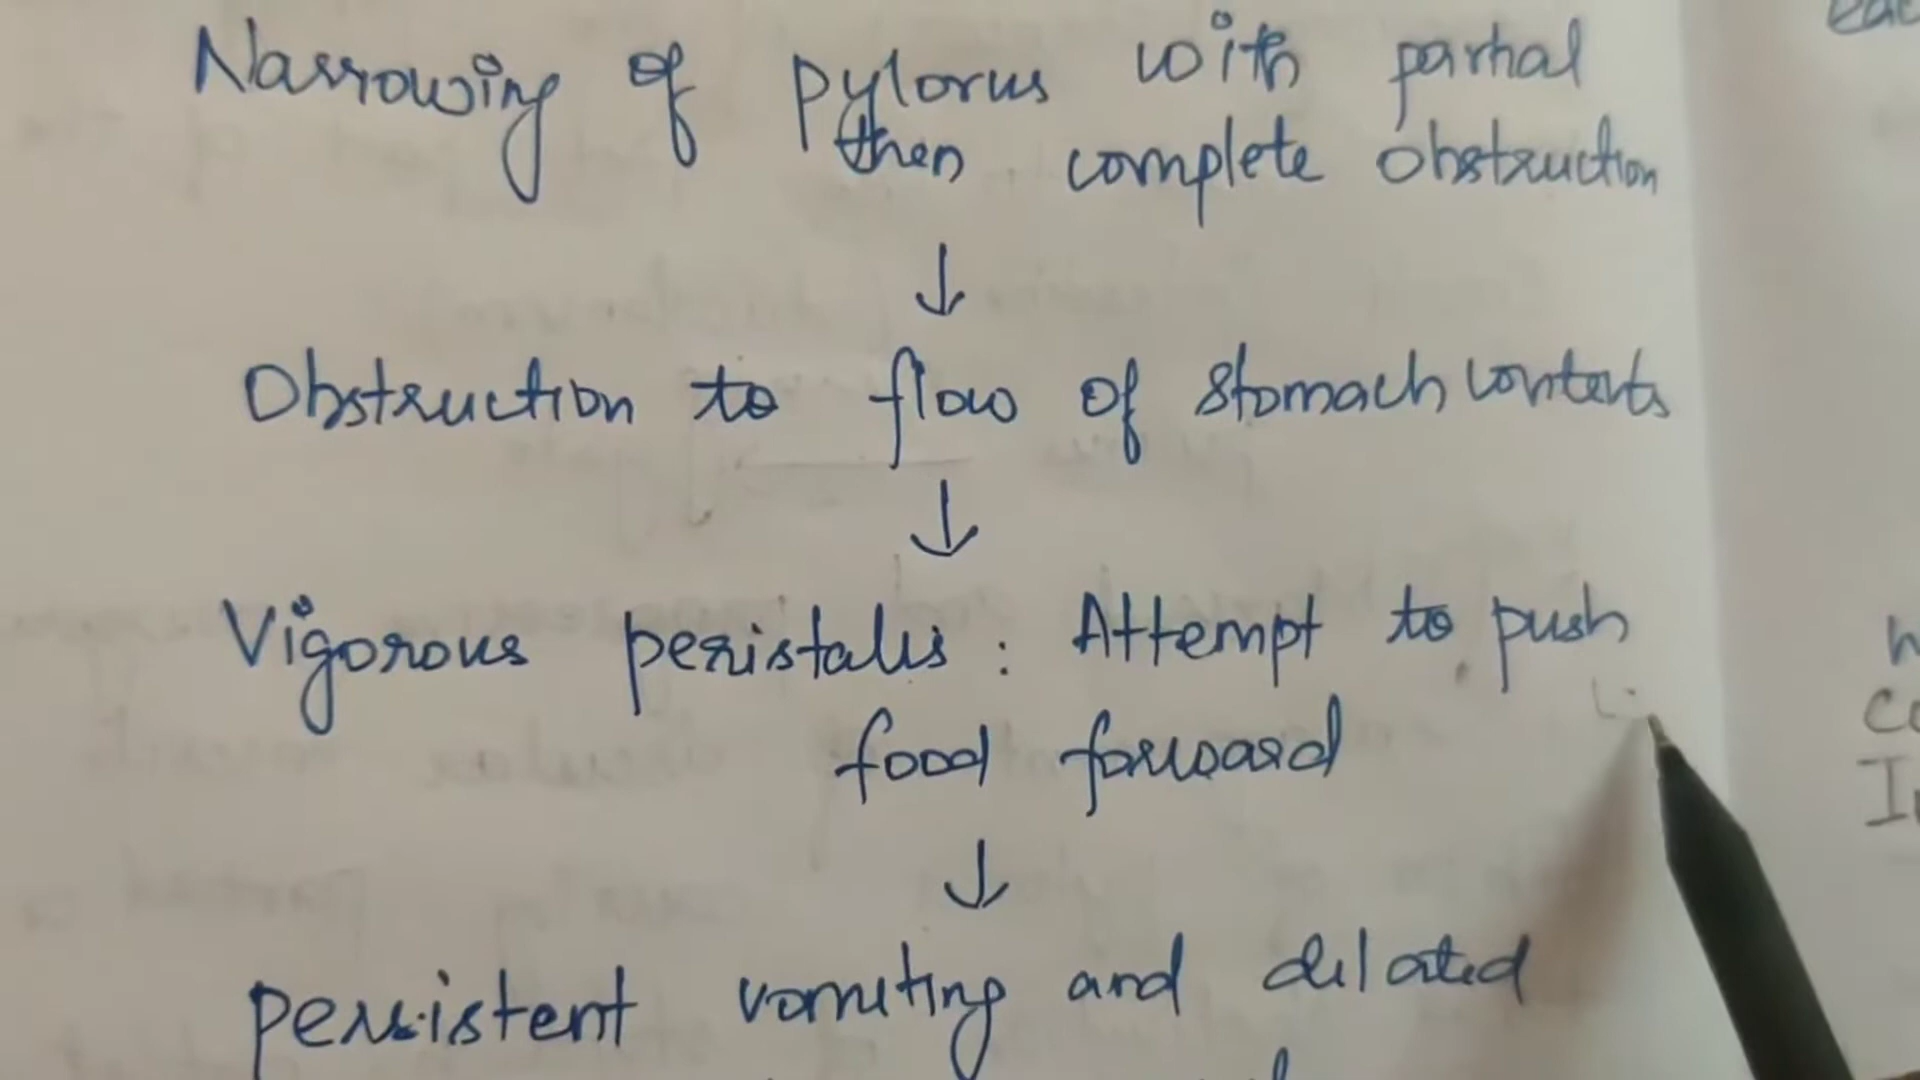 Narrowing of pylorus with partial
then complete obstruction
↓
Obstruction to flow of stomach contents
↓
Vigorous peristalis : Attempt to push
food forward
↓
persistent vomiting and dilated